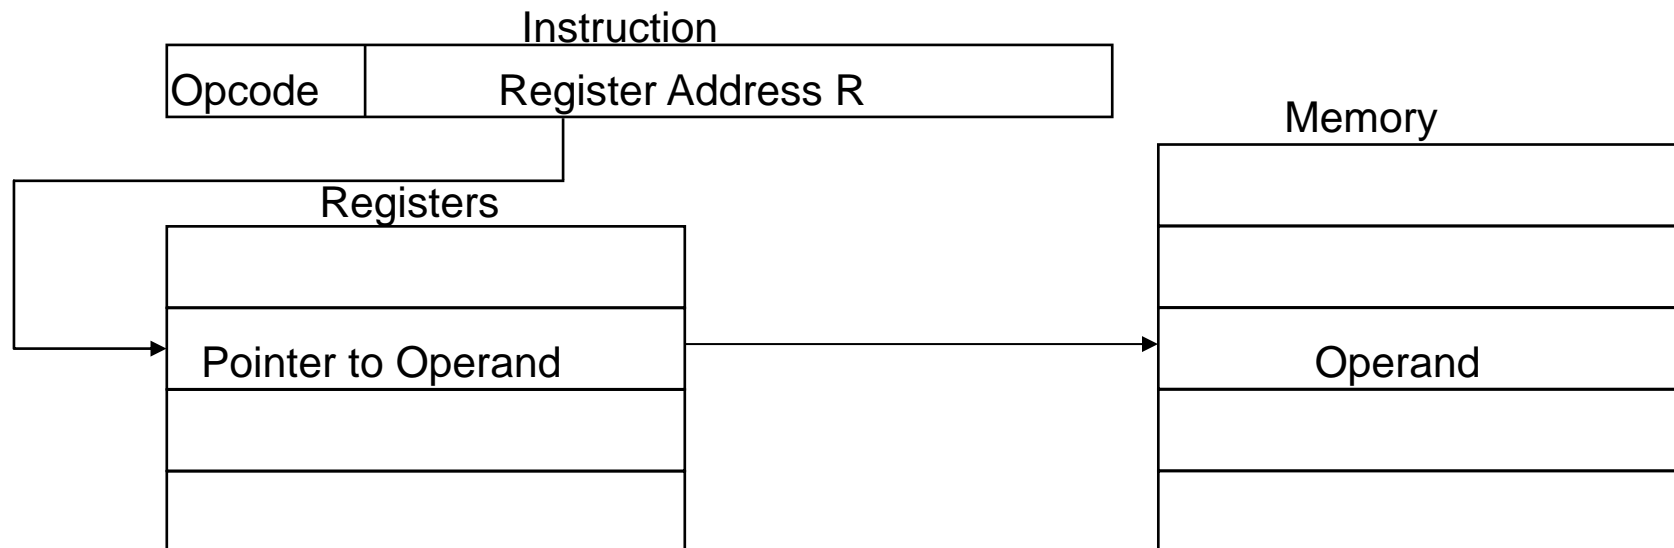 Instruction
Opcode Register Address R
Memory
Registers
Pointer to Operand
Operand